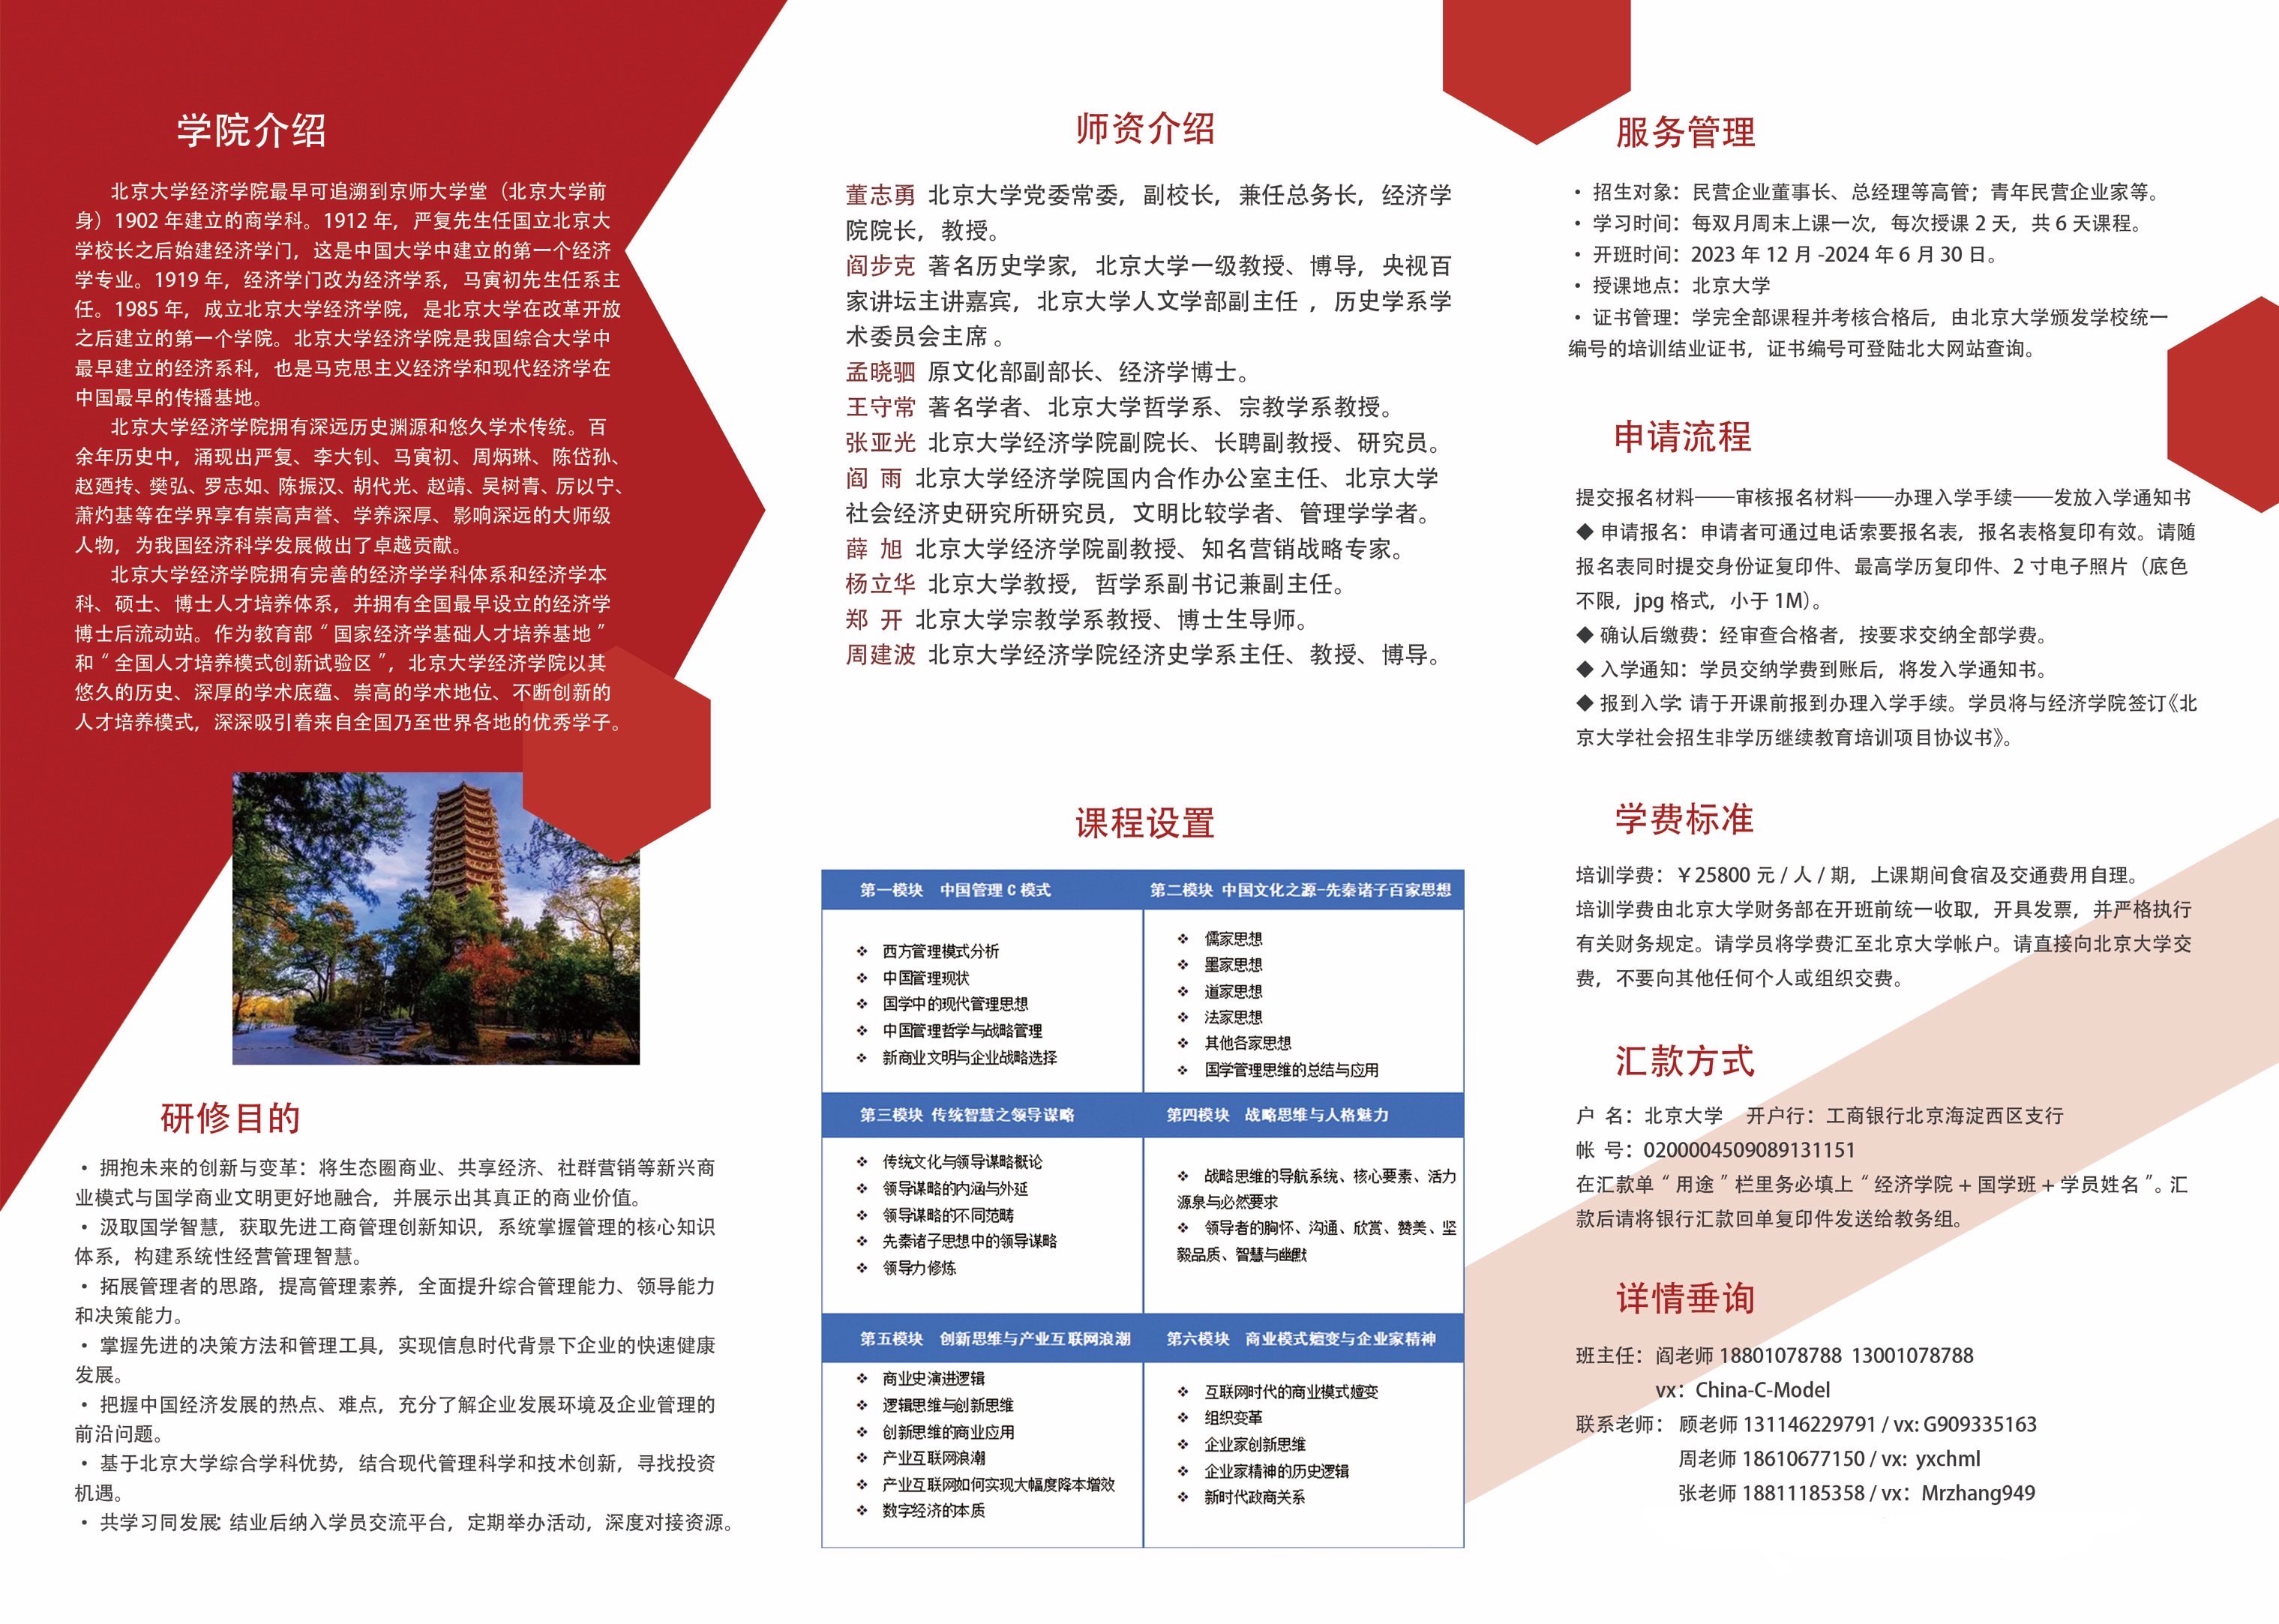 学院介绍
北京大学经济学院最早可追溯到京师大学堂（北京大学前
身）1902 年建立的商学科。1912 年，严复先生任国立北京大
学校长之后始建经济学门，这是中国大学中建立的第一个经济
学专业。1919 年，经济学门改为经济学系，马寅初先生任系主
任。1985 年，成立北京大学经济学院，是北京大学在改革开放
之后建立的第一个学院。北京大学经济学院是我国综合大学中
最早建立的经济系科，也是马克思主义经济学和现代经济学在
中国最早的传播基地。
北京大学经济学院拥有深远历史渊源和悠久学术传统。百
余年历史中，涌现出严复、李大钊、马寅初、周炳琳、陈岱孙、
赵廼抟、樊弘、罗志如、陈振汉、胡代光、赵靖、吴树青、厉以宁、
萧灼基等在学界享有崇高声誉、学养深厚、影响深远的大师级
人物，为我国经济科学发展做出了卓越贡献。
北京大学经济学院拥有完善的经济学学科体系和经济学本
科、硕士、博士人才培养体系，并拥有全国最早设立的经济学
博士后流动站。作为教育部“国家经济学基础人才培养基地”
和“全国人才培养模式创新试验区”，北京大学经济学院以其
悠久的历史、深厚的学术底蕴、崇高的学术地位、不断创新的
人才培养模式，深深吸引着来自全国乃至世界各地的优秀学子。
研修目的
· 拥抱未来的创新与变革：将生态圈商业、共享经济、社群营销等新兴商
业模式与国学商业文明更好地融合，并展示出其真正的商业价值。
· 汲取国学智慧，获取先进工商管理创新知识，系统掌握管理的核心知识
体系，构建系统性经营管理智慧。
· 拓展管理者的思路，提高管理素养，全面提升综合管理能力、领导能力
和决策能力。
· 掌握先进的决策方法和管理工具，实现信息时代背景下企业的快速健康
发展。
· 把握中国经济发展的热点、难点，充分了解企业发展环境及企业管理的
前沿问题。
· 基于北京大学综合学科优势，结合现代管理科学和技术创新，寻找投资
机遇。
· 共学习同发展：结业后纳入学员交流平台，定期举办活动，深度对接资源。
师资介绍
董志勇 北京大学党委常委，副校长，兼任总务长，经济学
院院长，教授。
阎步克 著名历史学家，北京大学一级教授、博导，央视百
家讲坛主讲嘉宾，北京大学人文学部副主任 ，历史学系学
术委员会主席 。
孟晓驷 原文化部副部长、经济学博士。
王守常 著名学者、北京大学哲学系、宗教学系教授。
张亚光 北京大学经济学院副院长、长聘副教授、研究员。
阎 雨 北京大学经济学院国内合作办公室主任、北京大学
社会经济史研究所研究员，文明比较学者、管理学学者。
薛 旭 北京大学经济学院副教授、知名营销战略专家。
杨立华 北京大学教授，哲学系副书记兼副主任。
郑 开 北京大学宗教学系教授、博士生导师。
周建波 北京大学经济学院经济史学系主任、教授、博导。
课程设置
第一模块 中国管理 C 模式
❖ 西方管理模式分析
❖ 中国管理现状
❖ 国学中的现代管理思想
❖ 中国管理哲学与战略管理
❖ 新商业文明与企业战略选择
第二模块 中国文化之源-先秦诸子百家思想
❖ 儒家思想
❖ 墨家思想
❖ 道家思想
❖ 法家思想
❖ 其他各家思想
❖ 国学管理思维的总结与应用
第三模块 传统智慧之领导谋略
❖ 传统文化与领导谋略概论
❖ 领导谋略的内涵与外延
❖ 领导谋略的不同范畴
❖ 先秦诸子思想中的领导谋略
❖ 领导力修炼
第四模块 战略思维与人格魅力
❖ 战略思维的导航系统、核心要素、活力
源泉与必然要求
❖ 领导者的胸怀、沟通、欣赏、赞美、坚
毅品质、智慧与幽默
第五模块 创新思维与产业互联网浪潮
❖ 商业史演进逻辑
❖ 逻辑思维与创新思维
❖ 创新思维的商业应用
❖ 产业互联网浪潮
❖ 产业互联网如何实现大幅度降本增效
❖ 数字经济的本质
第六模块 商业模式嬗变与企业家精神
❖ 互联网时代的商业模式嬗变
❖ 组织变革
❖ 企业家创新思维
❖ 企业家精神的历史逻辑
❖ 新时代政商关系
服务管理
· 招生对象：民营企业董事长、总经理等高管；青年民营企业家等。
· 学习时间：每双月周末上课一次，每次授课 2 天，共 6 天课程。
· 开班时间：2023 年 12 月 -2024 年 6 月 30 日。
· 授课地点：北京大学
· 证书管理：学完全部课程并考核合格后，由北京大学颁发学校统一
编号的培训结业证书，证书编号可登陆北大网站查询。
申请流程
提交报名材料——审核报名材料——办理入学手续——发放入学通知书
◆ 申请报名：申请者可通过电话索要报名表，报名表格复印有效。请随
报名表同时提交身份证复印件、最高学历复印件、2 寸电子照片（底色
不限，jpg 格式，小于 1M）。
◆ 确认后缴费：经审查合格者，按要求交纳全部学费。
◆ 入学通知：学员交纳学费到账后，将发入学通知书。
◆ 报到入学：请于开课前报到办理入学手续。学员将与经济学院签订《北
京大学社会招生非学历继续教育培训项目协议书》。
学费标准
培训学费：￥25800 元 / 人 / 期，上课期间食宿及交通费用自理。
培训学费由北京大学财务部在开班前统一收取，开具发票，并严格执行
有关财务规定。请学员将学费汇至北京大学帐户。请直接向北京大学交
费，不要向其他任何个人或组织交费。
汇款方式
户 名：北京大学 开户行：工商银行北京海淀西区支行
帐 号：0200004509089131151
在汇款单“用途”栏里务必填上“经济学院 + 国学班 + 学员姓名”。汇
款后请将银行汇款回单复印件发送给教务组。
详情垂询
班主任：阎老师 18801078788 13001078788
vx：China-C-Model
联系老师： 顾老师 131146229791 / vx: G909335163
周老师 18610677150 / vx: yxchml
张老师 18811185358 / vx：Mrzhang949